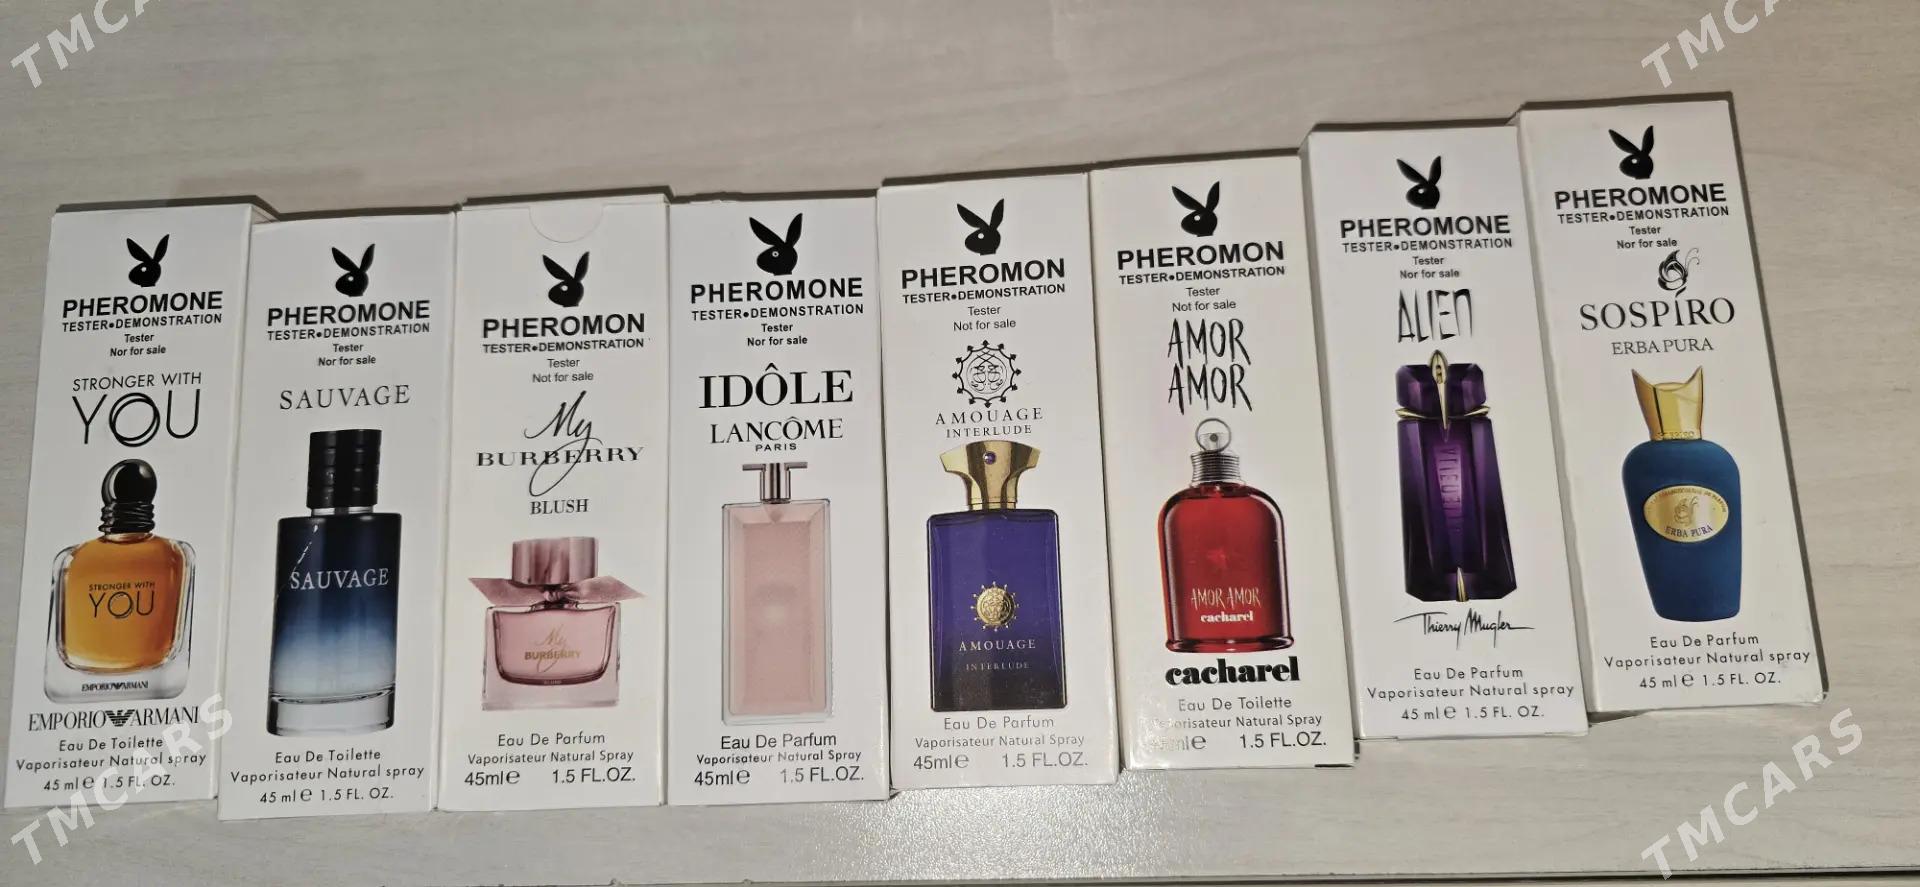 TMCARS
TMCARS
PHEROMONE
TESTER•DEMONSTRATION
Tester
Nor for sale
STRONGER WITH
YOU
STRONGER WITH
YOU
EMPORIO ARMANI
EMPORIO ARMANI
Eau De Toilette
Vaporisateur Natural spray
45 ml e 1.5 FL. OZ.
PHEROMONE
TESTER•DEMONSTRATION
Tester
Nor for sale
SAUVAGE
SAUVAGE
Eau De Toilette
Vaporisateur Natural spray
45 ml e 1.5 FL. OZ.
PHEROMON
TESTER•DEMONSTRATION
Tester
Not for sale
My
BURBERRY
BLUSH
My
BURBERRY
BLUSH
Eau De Parfum
Vaporisateur Natural Spray
45ml e 1.5 FL.OZ.
PHEROMONE
TESTER•DEMONSTRATION
Tester
Nor for sale
IDÔLE
LANCÔME
PARIS
Eau De Parfum
Vaporisateur Natural Spray
45ml e 1.5 FL.OZ.
PHEROMON
TESTER•DEMONSTRATION
Tester
Not for sale
AMOUAGE
INTERLUDE
AMOUAGE
INTERLUDE
Eau De Parfum
Vaporisateur Natural Spray
45ml e 1.5 FL.OZ.
PHEROMON
TESTER•DEMONSTRATION
Tester
Not for sale
AMOR
AMOR
AMOR AMOR
cacharel
cacharel
Eau De Toilette
Vaporisateur Natural Spray
45ml e 1.5 FL.OZ.
PHEROMONE
TESTER•DEMONSTRATION
Tester
Nor for sale
ALIEN
Thierry Mugler
Eau De Parfum
Vaporisateur Natural spray
45 ml e 1.5 FL. OZ.
PHEROMONE
TESTER•DEMONSTRATION
Tester
Nor for sale
SOSPÍRO
ERBA PURA
ERBA PURA
Eau De Parfum
Vaporisateur Natural spray
45 ml e 1.5 FL. OZ.
TMCARS
TMCARS